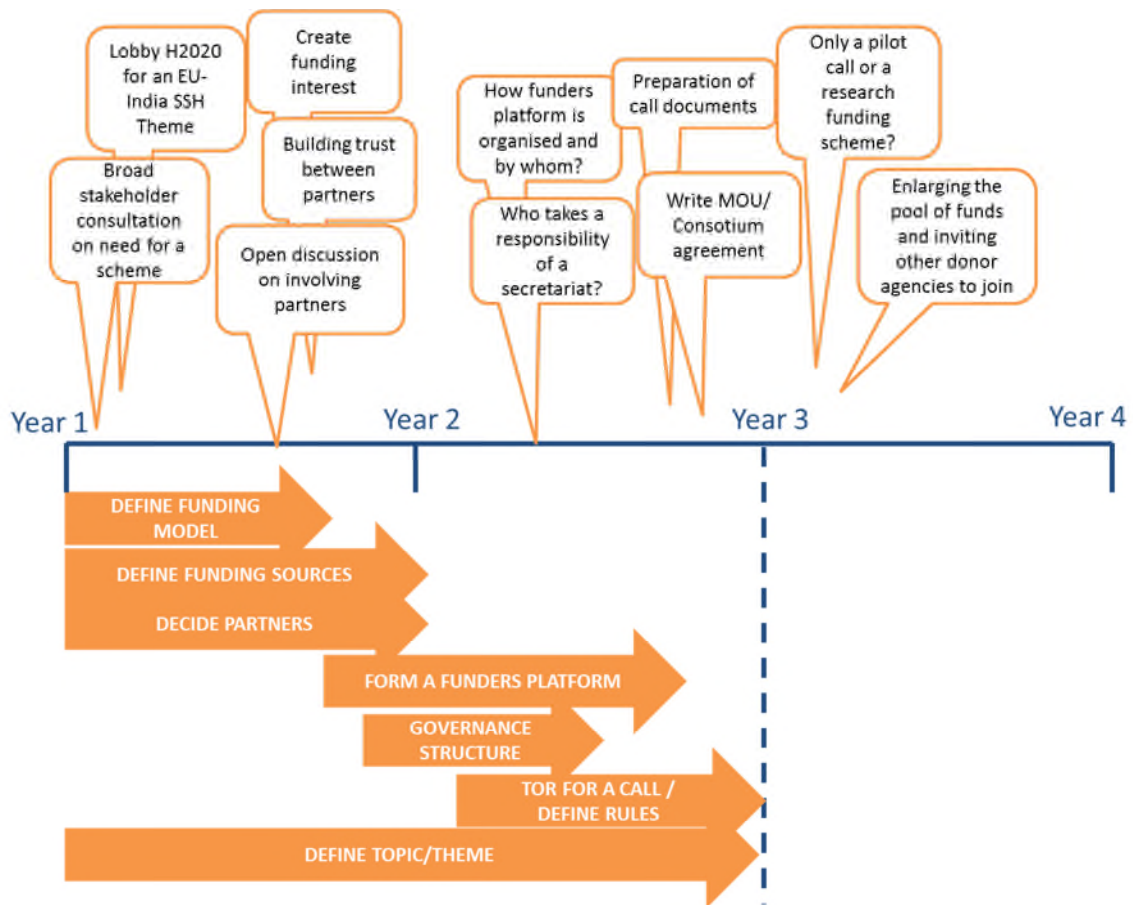 Lobby H2020
for an EU-
India SSH
Theme
Create
funding
interest
Broad
stakeholder
consultation
on need for a
scheme
Building trust
between
partners
Open discussion
on involving
partners
How funders
platform is
organised and
by whom?
Preparation of
call documents
Only a pilot
call or a
research
funding
scheme?
Who takes a
responsibility
of a
secretariat?
Write MOU/
Consotium
agreement
Enlarging the
pool of funds
and inviting
other donor
agencies to join
Year 1
Year 2
Year 3
Year 4
DEFINE FUNDING
MODEL
DEFINE FUNDING SOURCES
DECIDE PARTNERS
FORM A FUNDERS PLATFORM
GOVERNANCE
STRUCTURE
TOR FOR A CALL /
DEFINE RULES
DEFINE TOPIC/THEME